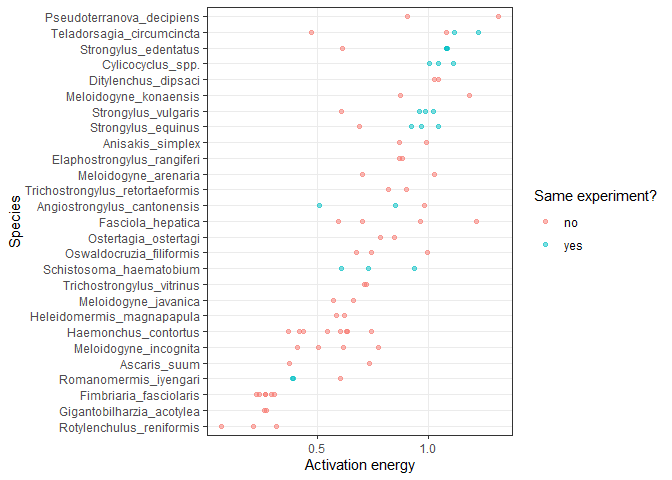 Pseudoterranova_decipiens
Teladorsagia_circumcincta
Strongylus_edentatus
Cylicocyclus_spp.
Ditylenchus_dipsaci
Meloidogyne_konaensis
Strongylus_vulgaris
Strongylus_equinus
Anisakis_simplex
Elaphostrongylus_rangiferi
Meloidogyne_arenaria
Trichostrongylus_retortaeformis
Angiostrongylus_cantonensis
Fasciola_hepatica
Ostertagia_ostertagi
Oswaldocruzia_filiformis
Schistosoma_haematobium
Trichostrongylus_vitrinus
Meloidogyne_javanica
Heleidomermis_magnapapula
Haemonchus_contortus
Meloidogyne_incognita
Ascaris_suum
Romanomermis_iyengari
Fimbriaria_fasciolaris
Gigantobilharzia_acotylea
Rotylenchulus_reniformis
Species
0.5 1.0
Activation energy
Same experiment?
no
yes